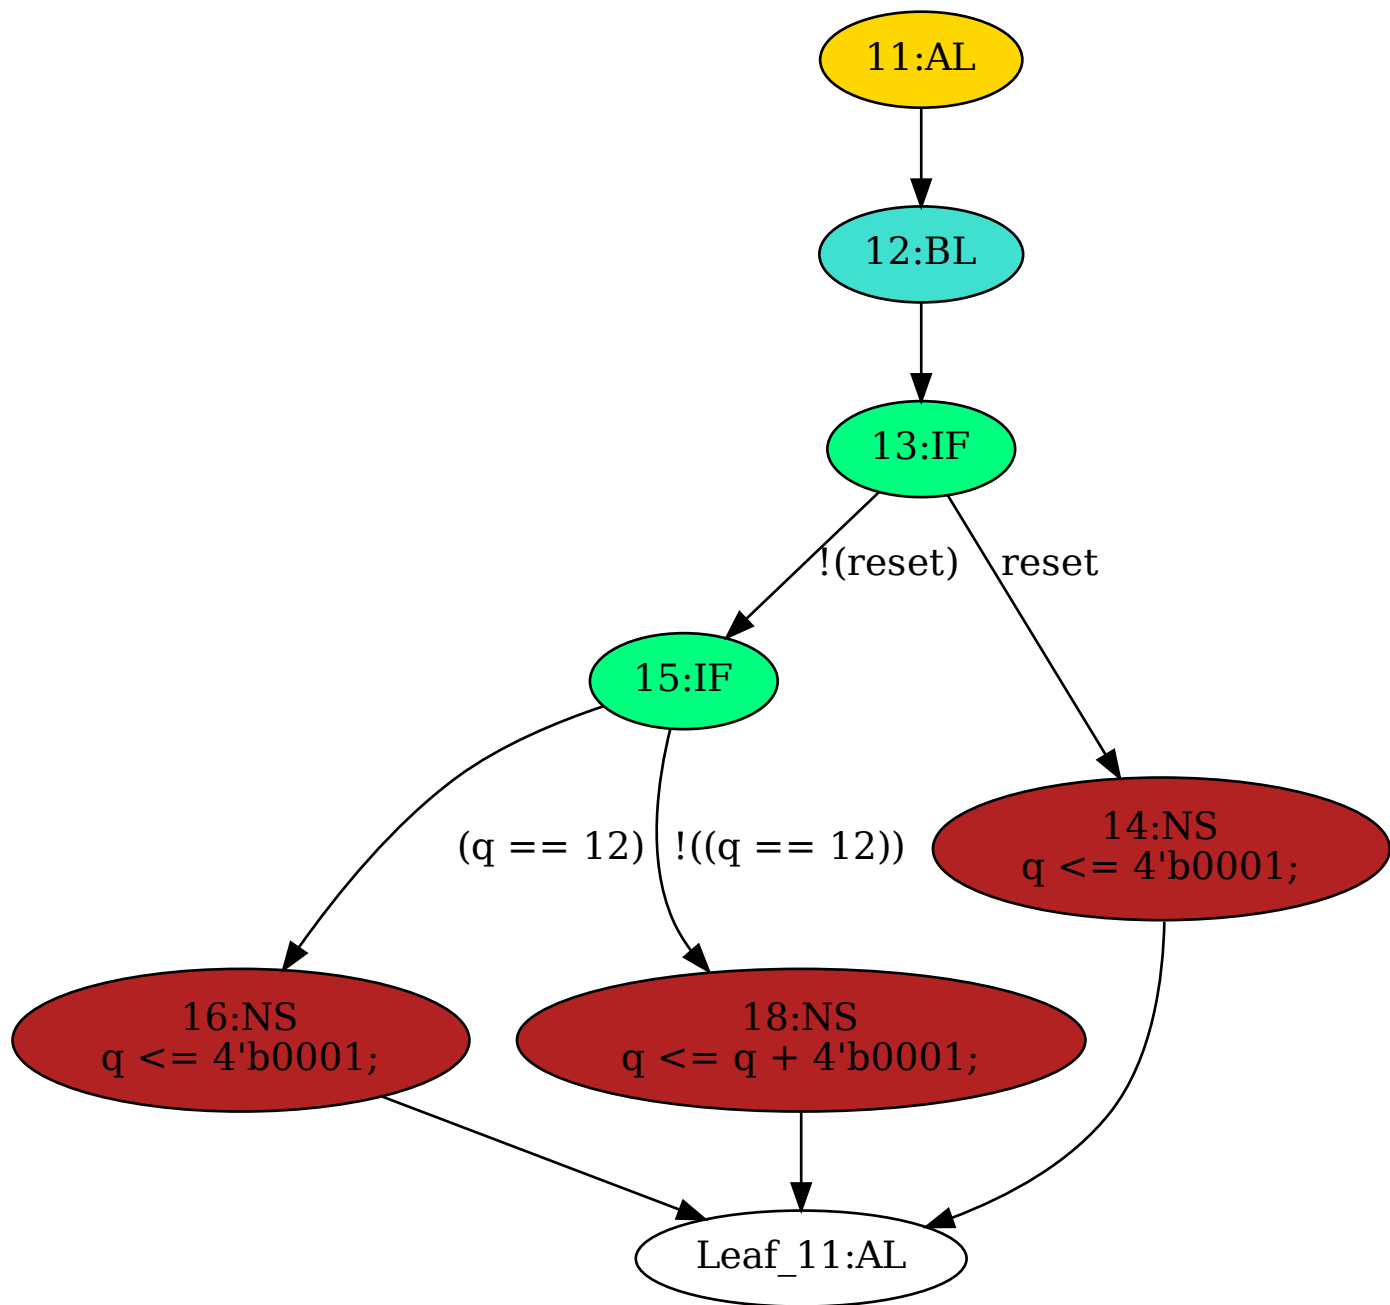 11:AL
12:BL
13:IF
!(reset)
reset
15:IF
(q == 12)
!((q == 12))
14:NS
q <= 4'b0001;
16:NS
q <= 4'b0001;
18:NS
q <= q + 4'b0001;
Leaf_11:AL